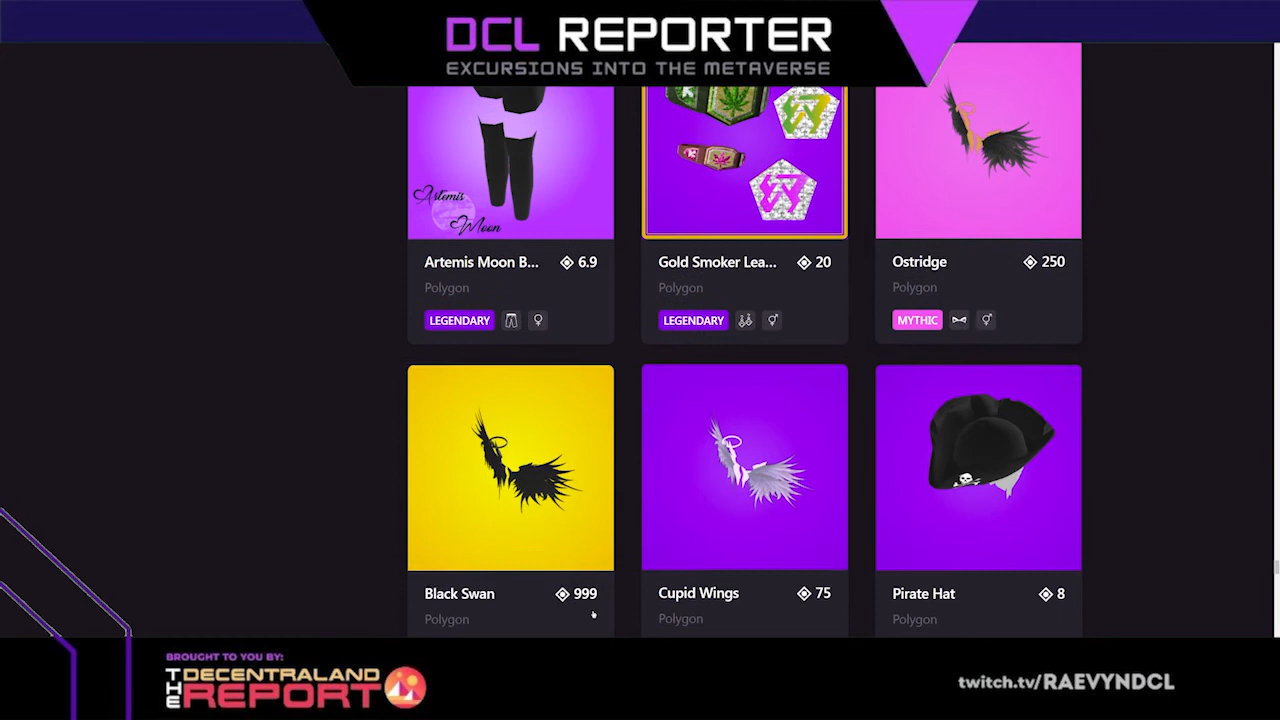 DCL REPORTER
EXCURSIONS INTO THE METAVERSE
Artemis
Moon
Artemis Moon B... 6.9
Polygon
LEGENDARY
Gold Smoker Lea... 20
Polygon
LEGENDARY
Ostridge 250
Polygon
MYTHIC
Black Swan 999
Polygon
Cupid Wings 75
Polygon
Pirate Hat 8
Polygon
BROUGHT TO YOU BY:
THE DECENTRALAND
REPORT
twitch.tv/RAEVYNDCL